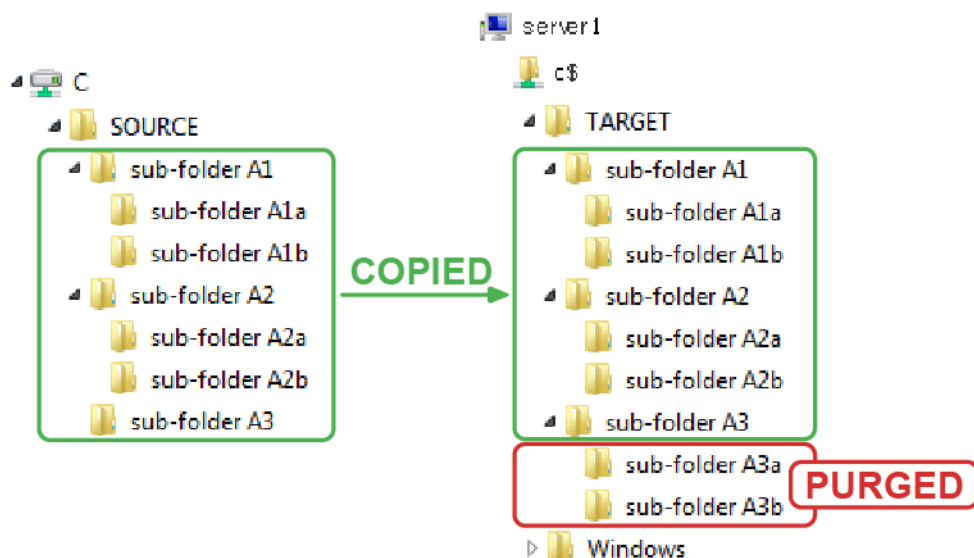 C
SOURCE
sub-folder A1
sub-folder A1a
sub-folder A1b
sub-folder A2
sub-folder A2a
sub-folder A2b
sub-folder A3
COPIED
server1
c$
TARGET
sub-folder A1
sub-folder A1a
sub-folder A1b
sub-folder A2
sub-folder A2a
sub-folder A2b
sub-folder A3
sub-folder A3a
sub-folder A3b
PURGED
Windows